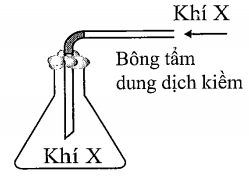 Khí X
Bông tẩm
dung dịch kiềm
Khí X